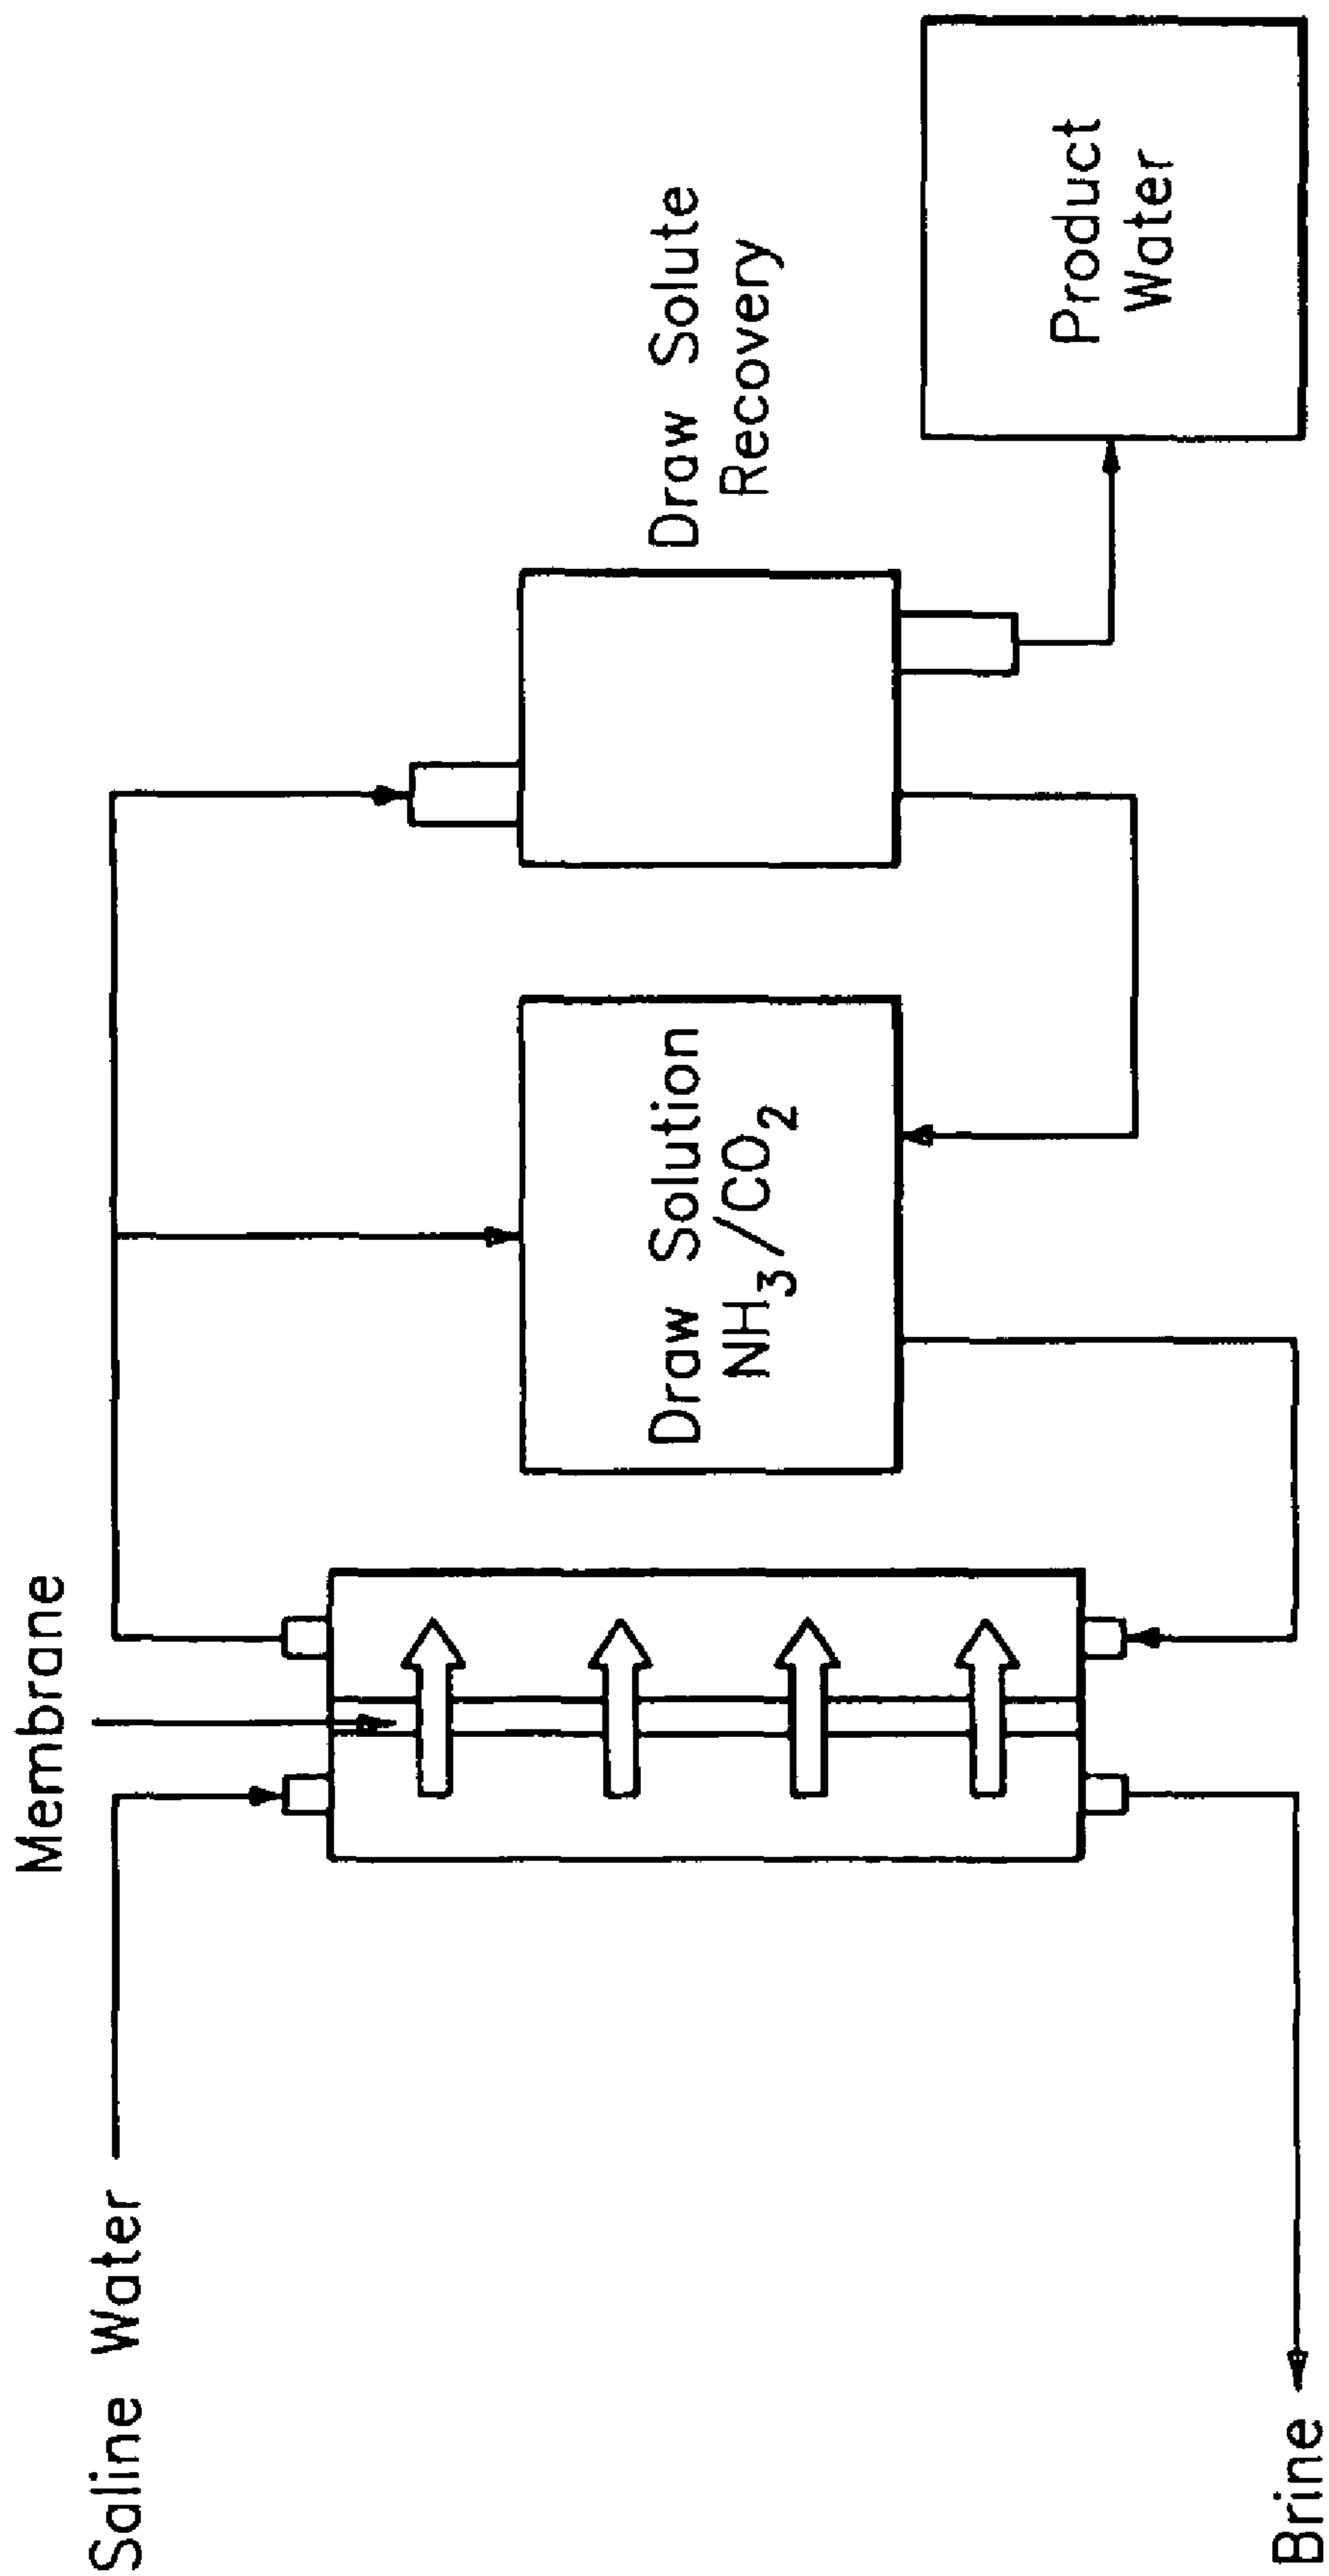 Saline Water
Membrane
Brine
Draw Solution
NH₃/CO₂
Draw Solute
Recovery
Product
Water